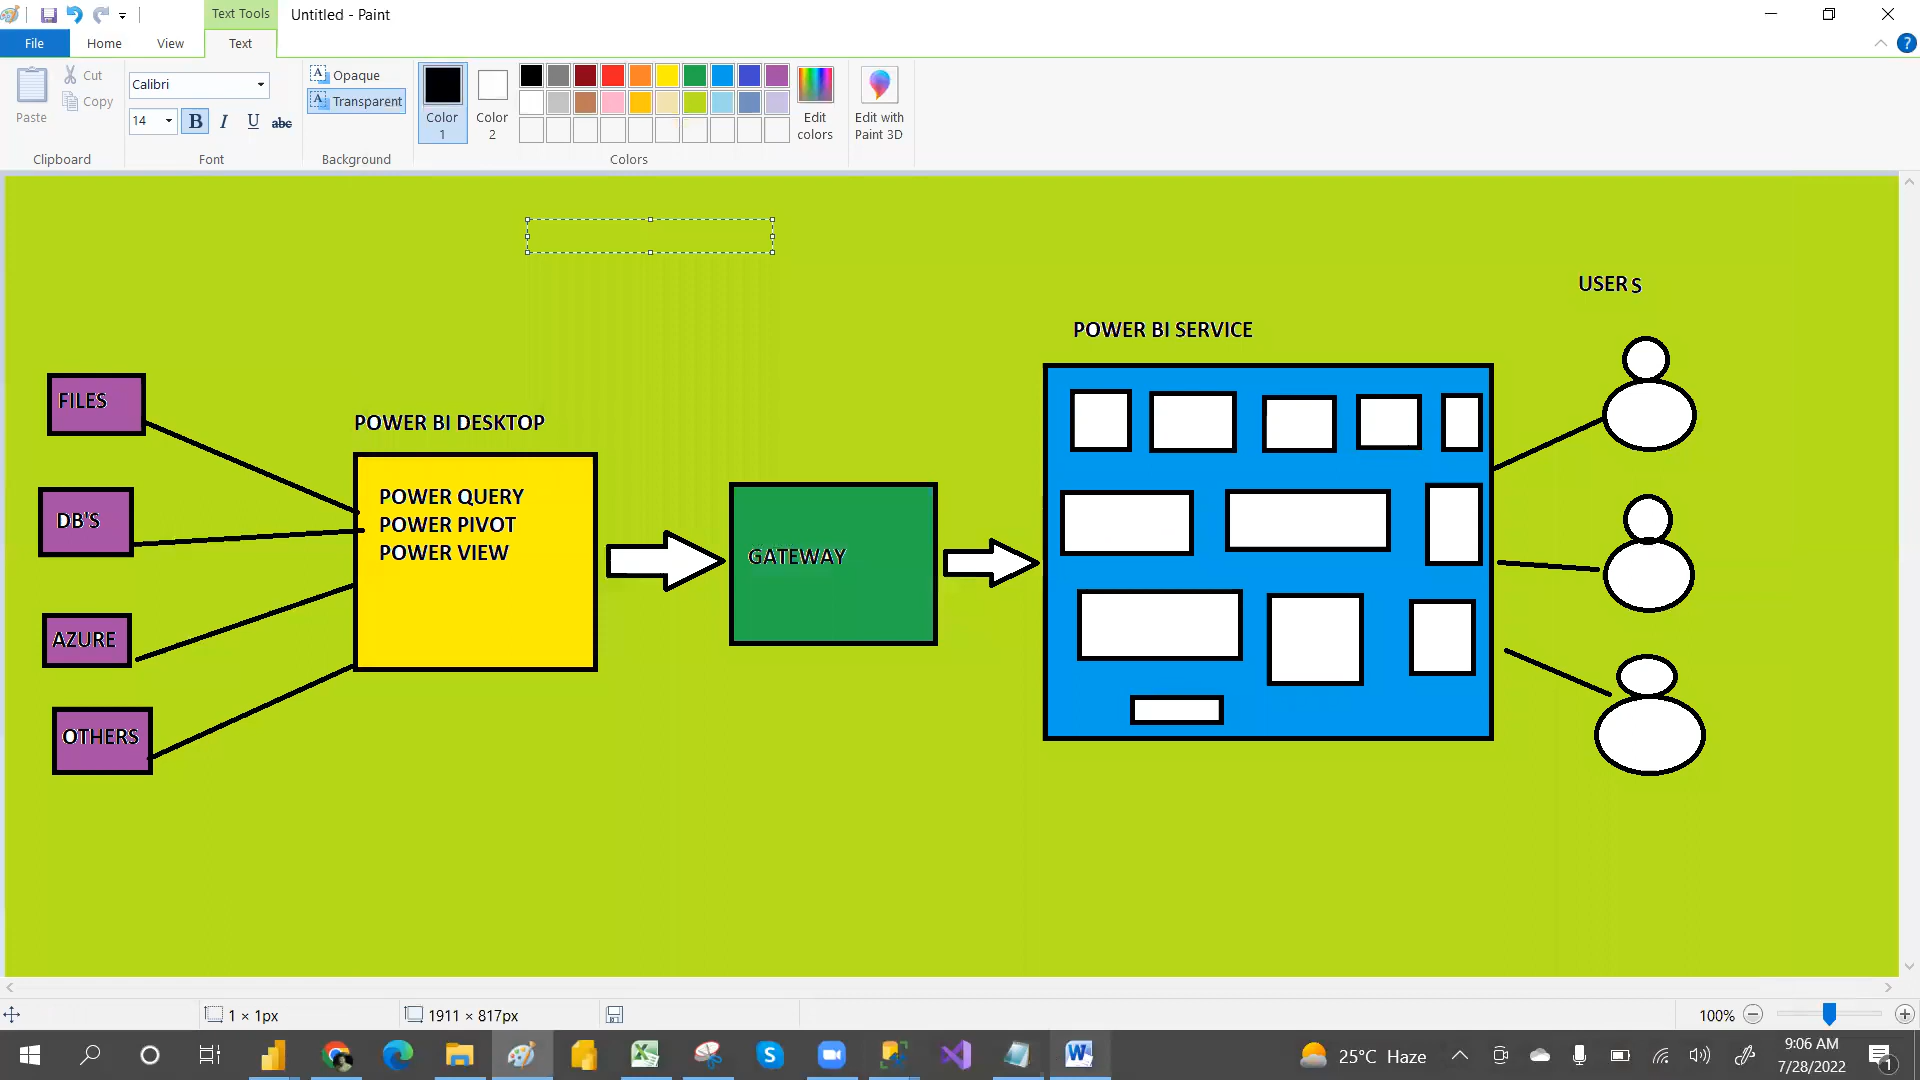 Text Tools
Untitled - Paint
File
Home
View
Text
Paste
Cut
Copy
Clipboard
Calibri
14
B
I
U
abc
Font
A
Opaque
A
Transparent
Background
Color
1
Color
2
Edit
colors
Colors
Edit with
Paint 3D
?
USERS
POWER BI SERVICE
FILES
POWER BI DESKTOP
POWER QUERY
DB'S
POWER PIVOT
POWER VIEW
GATEWAY
AZURE
OTHERS
1 × 1px
1911 × 817px
100%
S
W
25°C Haze
9:06 AM
7/28/2022
1